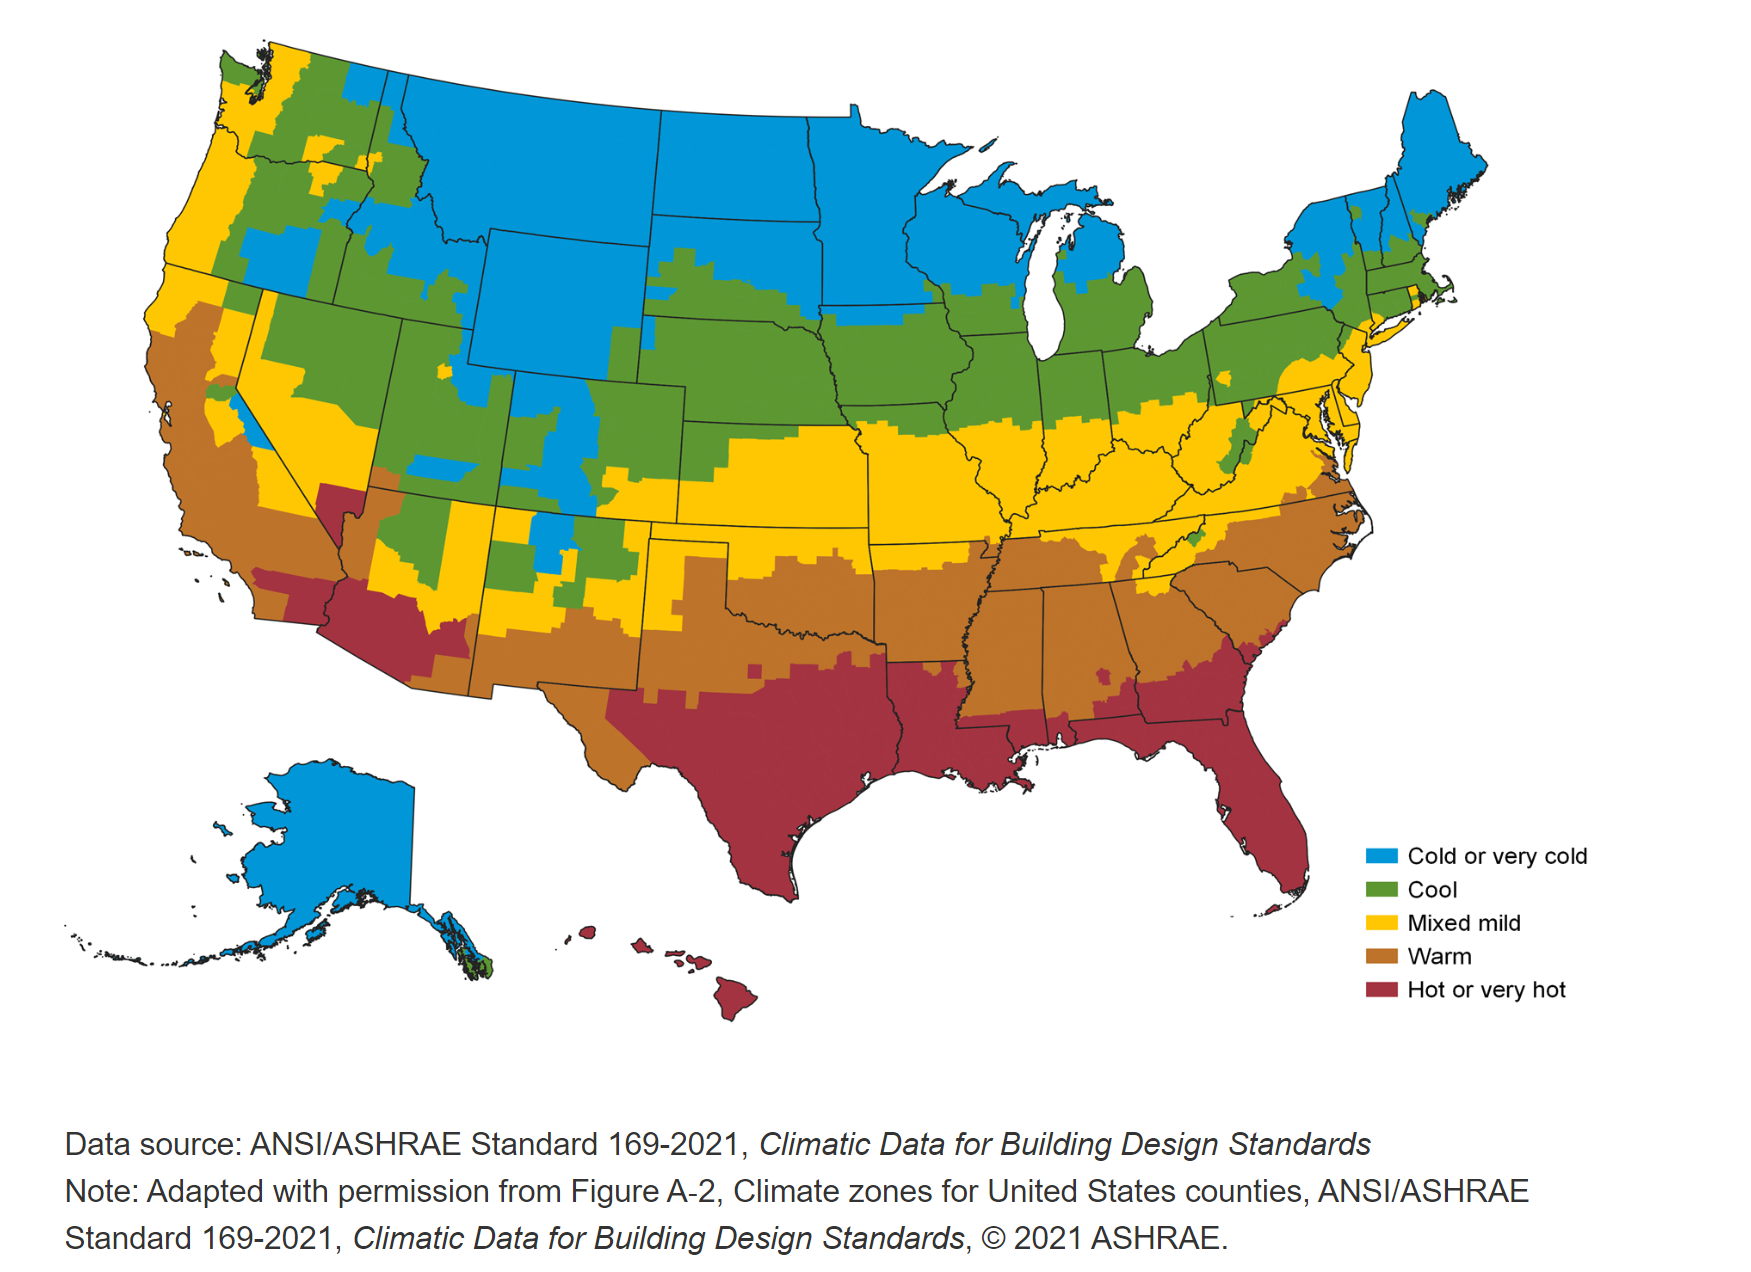 Cold or very cold
Cool
Mixed mild
Warm
Hot or very hot
Data source: ANSI/ASHRAE Standard 169-2021, Climatic Data for Building Design Standards
Note: Adapted with permission from Figure A-2, Climate zones for United States counties, ANSI/ASHRAE
Standard 169-2021, Climatic Data for Building Design Standards, © 2021 ASHRAE.